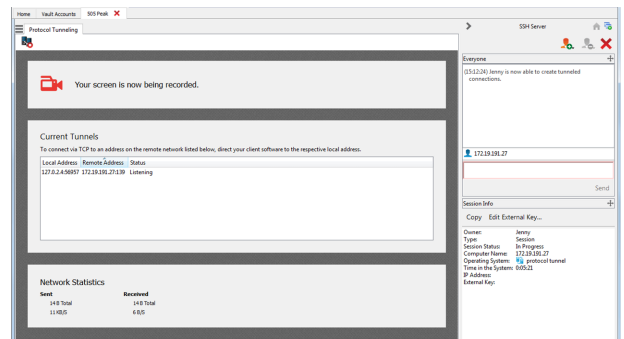 Home Vault Accounts SOS Peak
Protocol Tunneling
Your screen is now being recorded.
Current Tunnels
To connect via TCP to an address on the remote network listed below, direct your client software to the respective local address.
Local Address Remote Address Status
127.0.2.4:56957 172.19.191.27:139 Listening
Network Statistics
Sent Received
14 B Total 14 B Total
11 KB/S 6 B/S
SSH Server
Everyone
(15:12:24) Jenny is now able to create tunneled
connections.
172.19.191.27
Send
Session Info
Copy Edit External Key...
Owner: Jenny
Type: Session
Session Status: In Progress
Computer Name: 172.19.191.27
Operating System: protocol tunnel
Time in the System: 0:05:21
IP Address:
External Key: